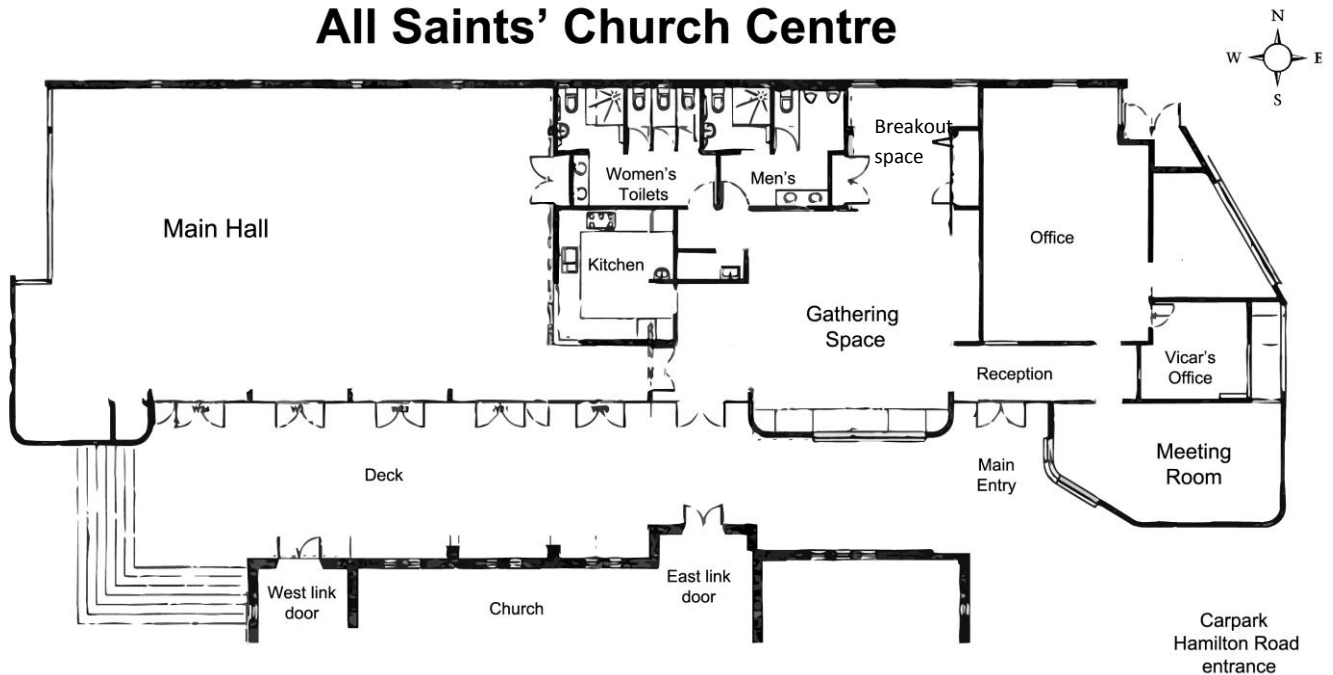 All Saints' Church Centre
N
W E
S
Breakout
space
Women's
Toilets
Men's
Main Hall
Office
Kitchen
Gathering
Space
Vicar's
Office
Reception
Meeting
Room
Main
Entry
Deck
East link
door
West link
door
Church
Carpark
Hamilton Road
entrance